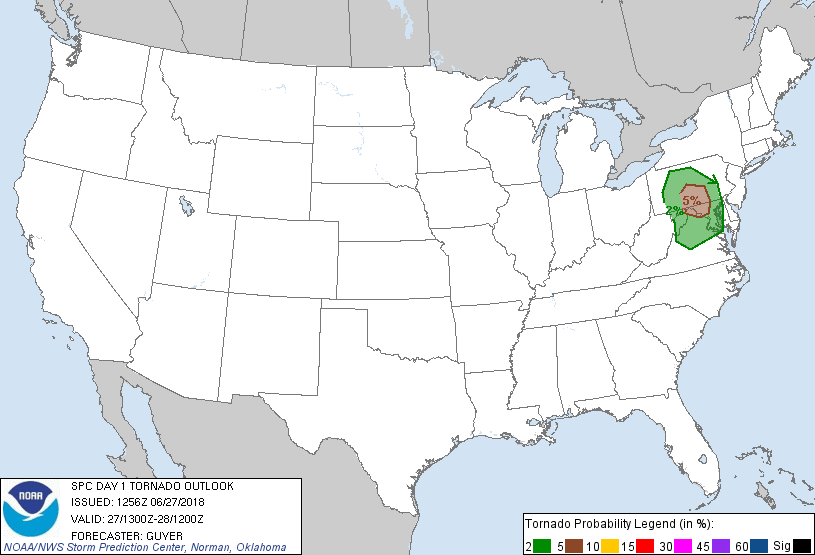 5%
2%
NOAA
SPC DAY 1 TORNADO OUTLOOK
ISSUED: 1256Z 06/27/2018
VALID: 27/1300Z-28/1200Z
FORECASTER: GUYER
NOAA/NWS Storm Prediction Center, Norman, Oklahoma
Tornado Probability Legend (in %):
2 5 10 15 30 45 60 Sig